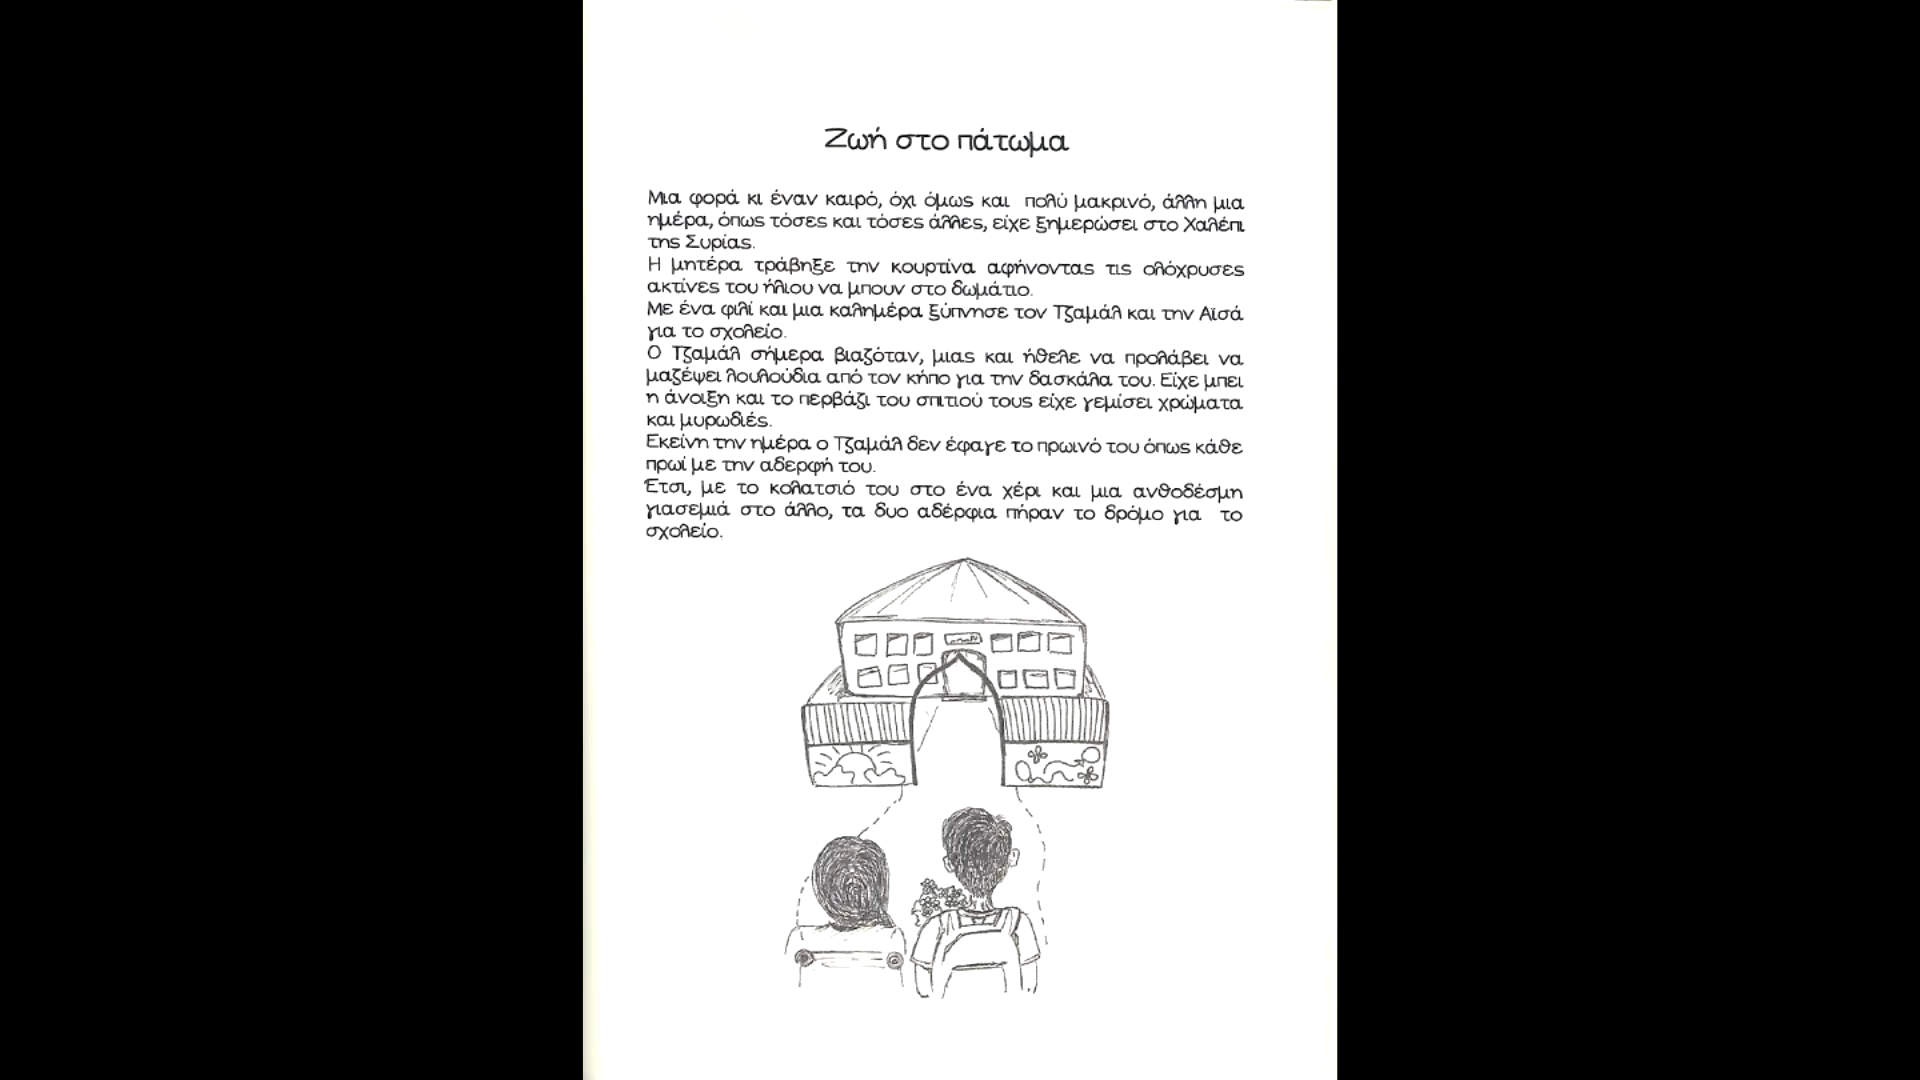 Ζωή στο πάτωμα
Μια φορά κι έναν καιρό, όχι όμως και πολύ μακρινό, άλλη μια
ημέρα, όπως τόσες και τόσες άλλες, είχε ξημερώσει στο Χαλέπι
της Συρίας.
Η μητέρα τράβηξε την κουρτίνα αφήνοντας τις ολόχρυσες
ακτίνες του ήλιου να μπουν στο δωμάτιο.
Με ένα φιλί και μια καλημέρα ξύπνησε τον Τζαμάλ και την Αϊσά
για το σχολείο.
Ο Τζαμάλ σήμερα βιαζόταν, μιας και ήθελε να προλάβει να
μαζέψει λουλούδια από τον κήπο για την δασκάλα του. Είχε μπει
η άνοιξη και το περβάζι του σπιτιού τους είχε γεμίσει χρώματα
και μυρωδιές.
Εκείνη την ημέρα ο Τζαμάλ δεν έφαγε το πρωινό του όπως κάθε
πρωί με την αδερφή του.
Έτσι, με το κολατσιό του στο ένα χέρι και μια ανθοδέσμη
γιασεμιά στο άλλο, τα δυο αδέρφια πήραν το δρόμο για το
σχολείο.